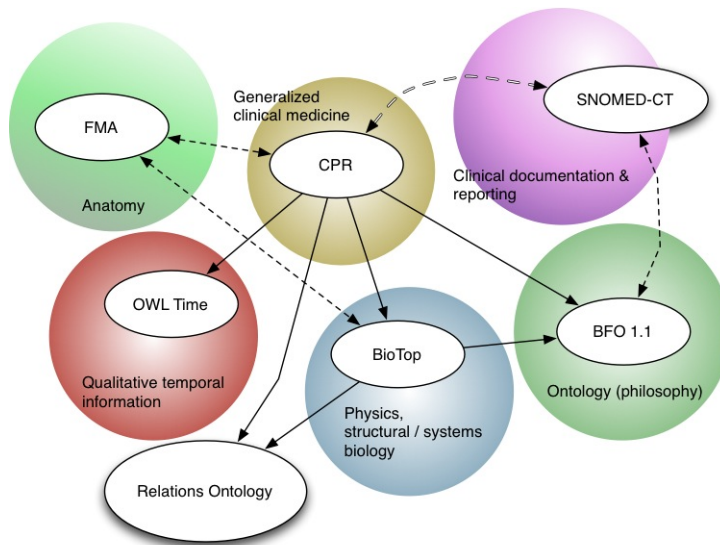 FMA
Anatomy
Generalized
clinical medicine
CPR
SNOMED-CT
Clinical documentation &
reporting
OWL Time
Qualitative temporal
information
BioTop
Physics,
structural / systems
biology
BFO 1.1
Ontology (philosophy)
Relations Ontology